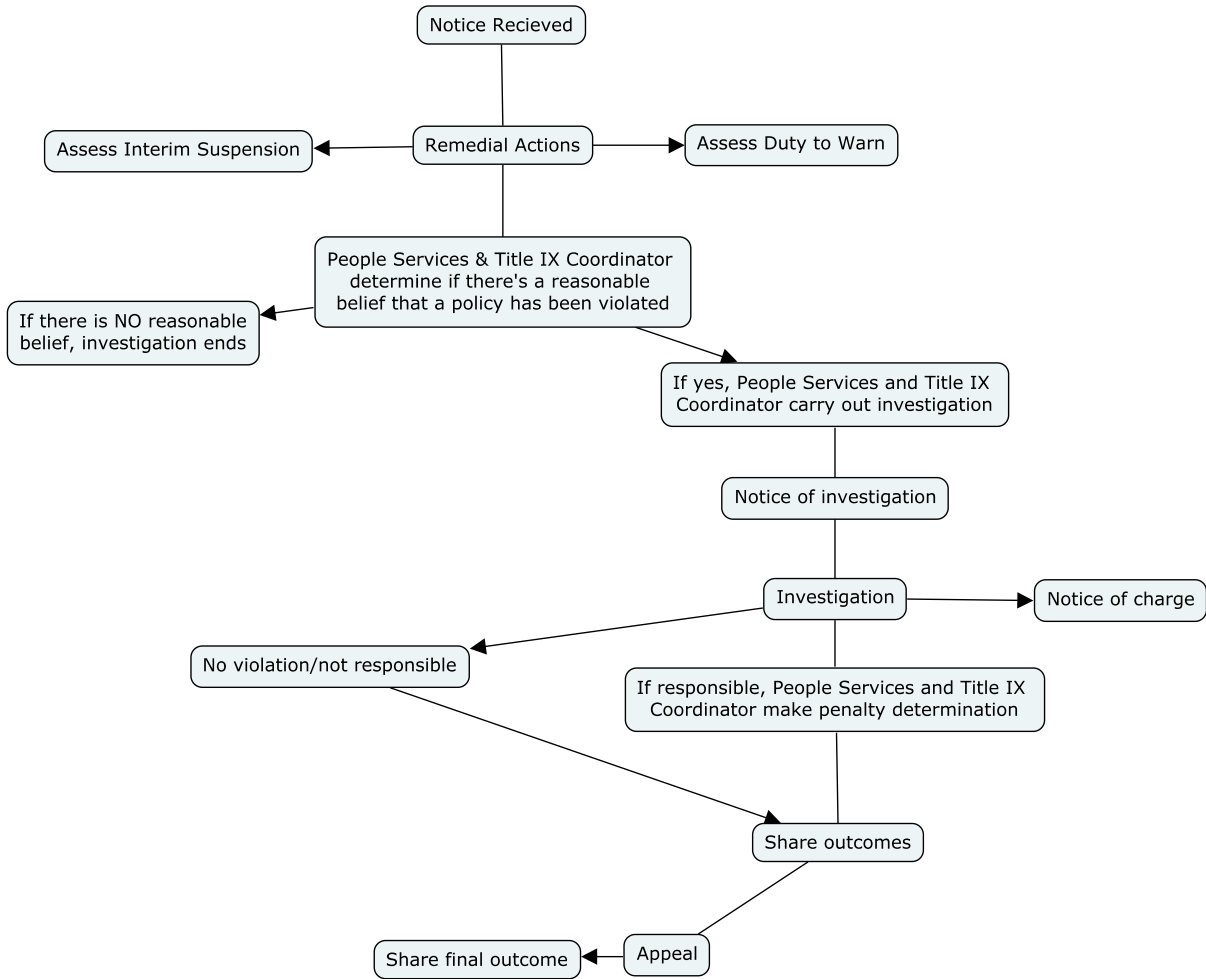 Notice Recieved
Assess Interim Suspension
Remedial Actions
Assess Duty to Warn
People Services & Title IX Coordinator
determine if there's a reasonable
belief that a policy has been violated
If there is NO reasonable
belief, investigation ends
If yes, People Services and Title IX
Coordinator carry out investigation
Notice of investigation
Investigation
Notice of charge
No violation/not responsible
If responsible, People Services and Title IX
Coordinator make penalty determination
Share outcomes
Appeal
Share final outcome